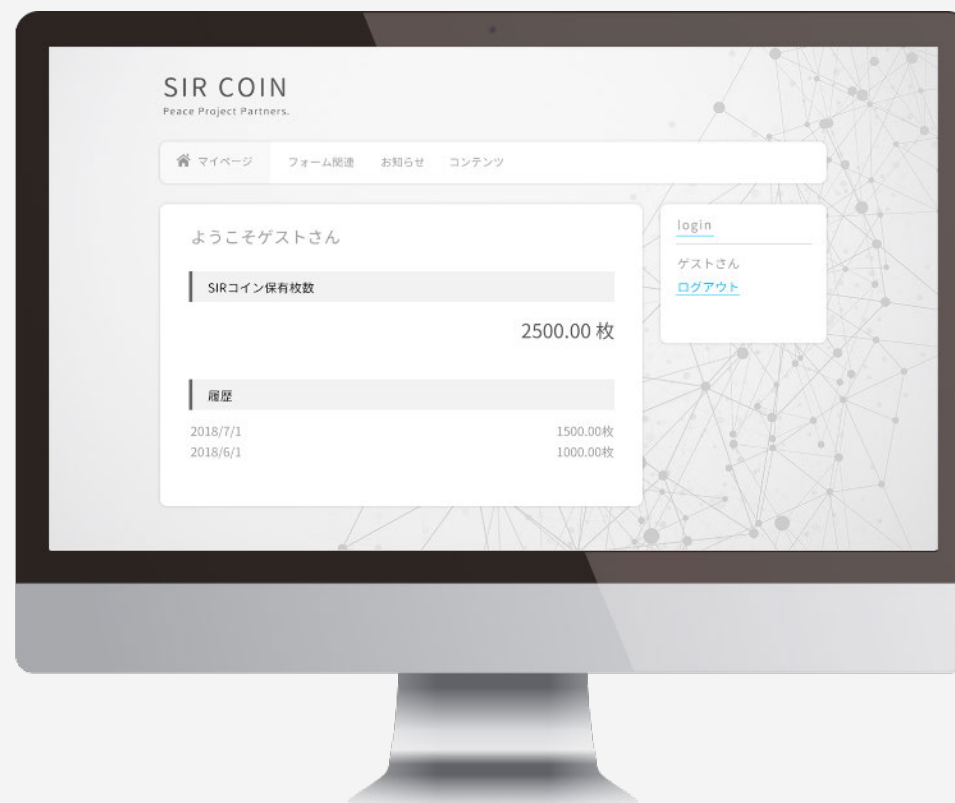 SIR COIN
Peace Project Partners.
マイページ フォーム関連 お知らせ コンテンツ
ようこそゲストさん
SIRコイン保有枚数
2500.00 枚
履歴
2018/7/1 1500.00枚
2018/6/1 1000.00枚
login
ゲストさん
ログアウト